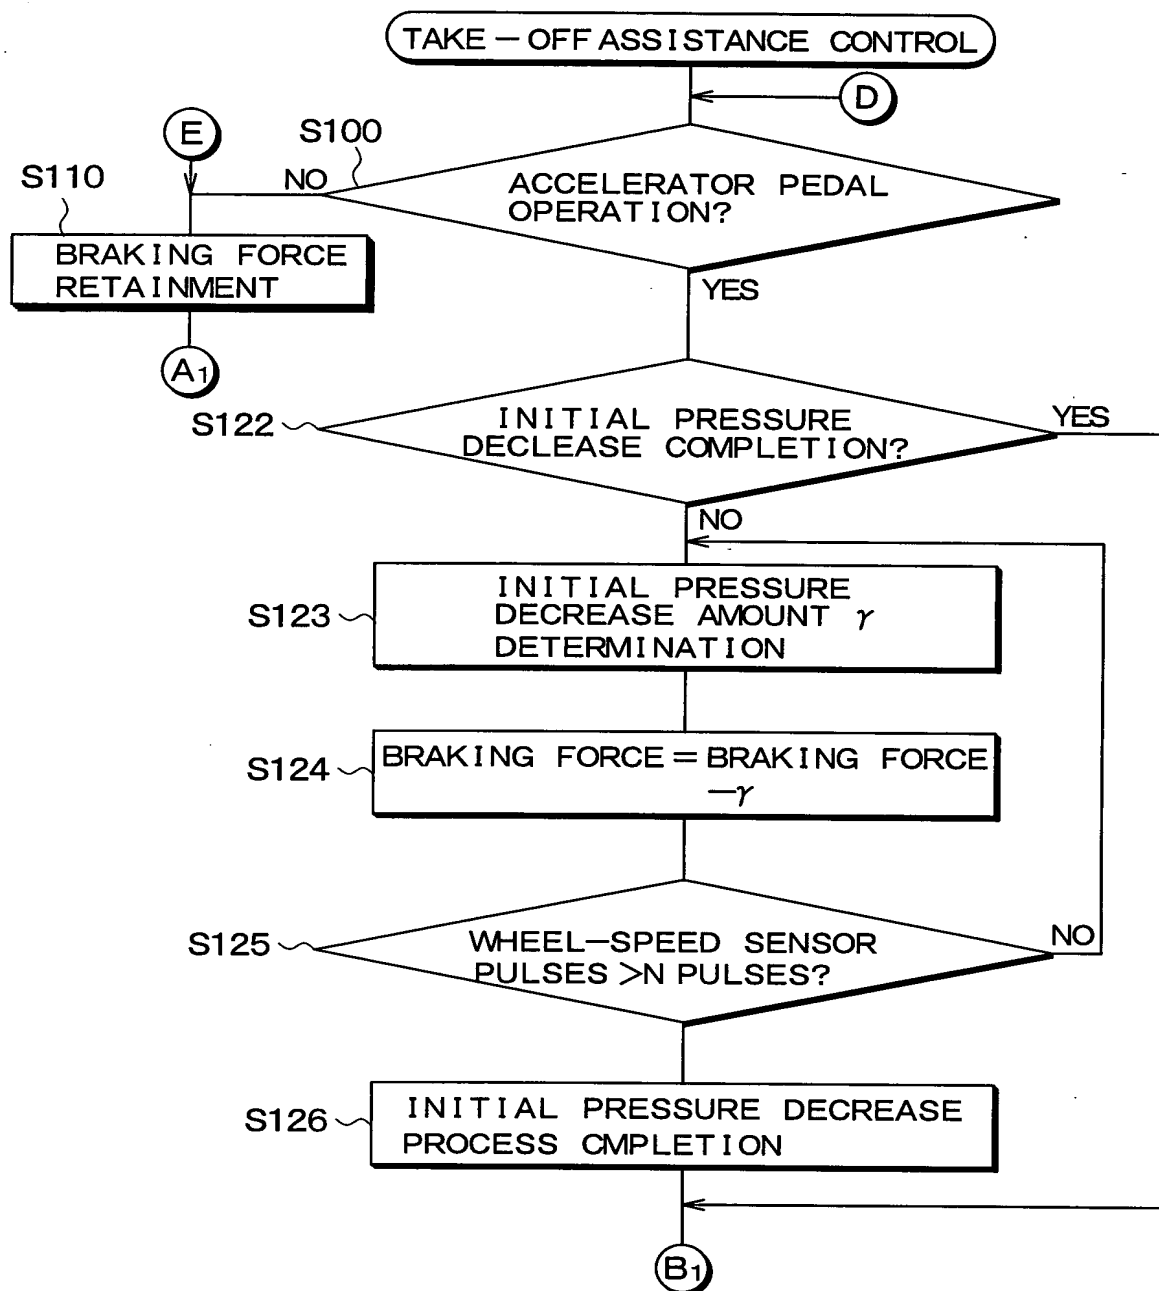 TAKE-OFF ASSISTANCE CONTROL
D
E
S100
NO
ACCELERATOR PEDAL
OPERATION?
S110
BRAKING FORCE
RETAINMENT
YES
A1
S122
INITIAL PRESSURE
DECLEASE COMPLETION?
YES
NO
S123
INITIAL PRESSURE
DECREASE AMOUNT γ
DETERMINATION
S124
BRAKING FORCE=BRAKING FORCE
-γ
S125
WHEEL-SPEED SENSOR
PULSES >N PULSES?
NO
S126
INITIAL PRESSURE DECREASE
PROCESS CMPLETION
B1